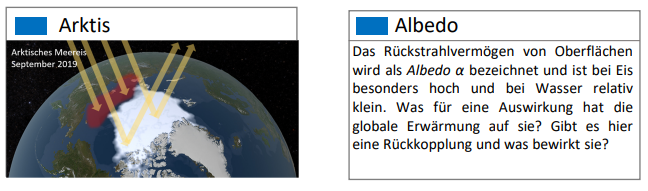 Arktis
Arktisches Meereis
September 2019
Albedo
Das Rückstrahlvermögen von Oberflächen
wird als Albedo α bezeichnet und ist bei Eis
besonders hoch und bei Wasser relativ
klein. Was für eine Auswirkung hat die
globale Erwärmung auf sie? Gibt es hier
eine Rückkopplung und was bewirkt sie?